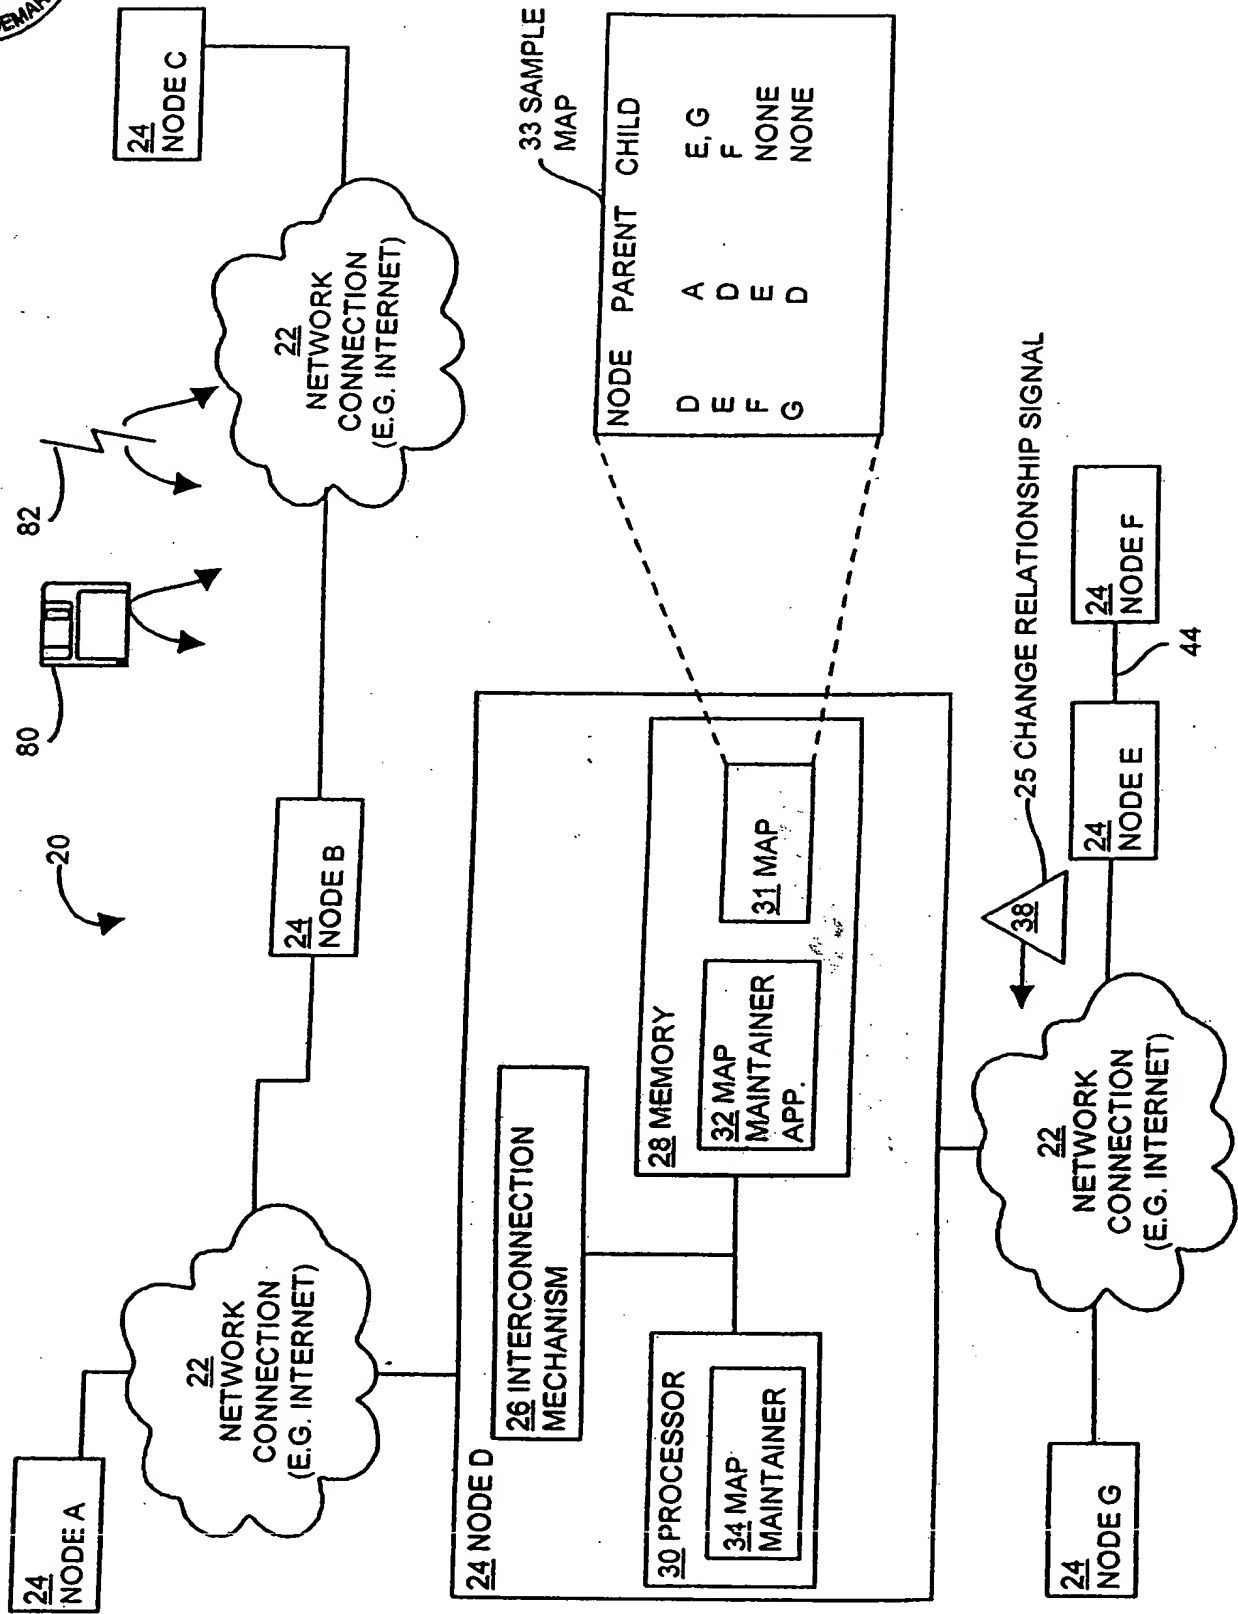 DEMAR
20
80
82
24
NODE A
22
NETWORK
CONNECTION
(E.G. INTERNET)
24
NODE B
22
NETWORK
CONNECTION
(E.G. INTERNET)
24
NODE C
24 NODE D
26 INTERCONNECTION
MECHANISM
30 PROCESSOR
34 MAP
MAINTAINER
28 MEMORY
32 MAP
MAINTAINER
APP.
31 MAP
33 SAMPLE
MAP
NODE PARENT CHILD
D A E, G
E D F
F E NONE
G D NONE
24
NODE G
22
NETWORK
CONNECTION
(E.G. INTERNET)
38
25 CHANGE RELATIONSHIP SIGNAL
24
NODE E
44
24
NODE F